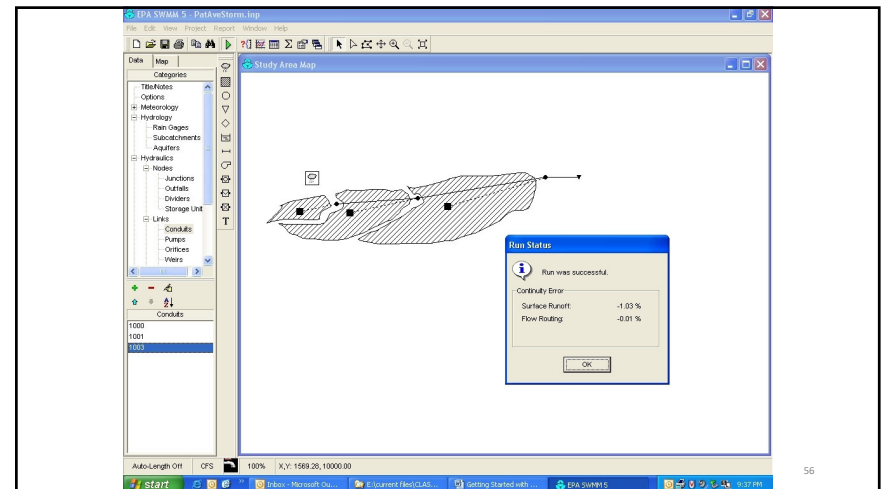 EPA SWMM 5 - PatAveStorm.inp
File Edit View Project Report Window Help
Data Map
Categories
Title/Notes
Options
Meteorology
Hydrology
Rain Gages
Subcatchments
Aquifers
Hydraulics
Nodes
Junctions
Outfalls
Dividers
Storage Unit
Links
Conduits
Pumps
Orifices
Weirs
Conduits
1000
1001
1003
T
Study Area Map
Run Status
Run was successful.
Continuity Error
Surface Runoff: -1.03 %
Flow Routing: -0.01 %
OK
Auto-Length Off CFS 100% X,Y: 1569.28, 10000.00
start Inbox - Microsoft Ou... E:\current files\CLAS... Getting Started with ... EPA SWMM 5 9:37 PM
56